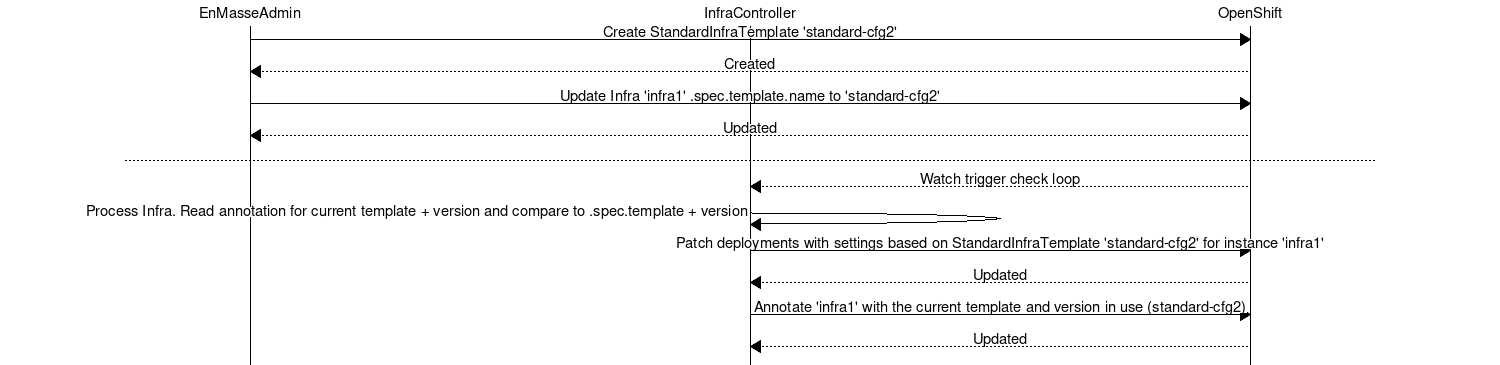 EnMasseAdmin InfraController OpenShift
Create StandardInfraTemplate 'standard-cfg2'
Created
Update Infra 'infra1' .spec.template.name to 'standard-cfg2'
Updated
Watch trigger check loop
Process Infra. Read annotation for current template + version and compare to .spec.template + version
Patch deployments with settings based on StandardInfraTemplate 'standard-cfg2' for instance 'infra1'
Updated
Annotate 'infra1' with the current template and version in use (standard-cfg2)
Updated